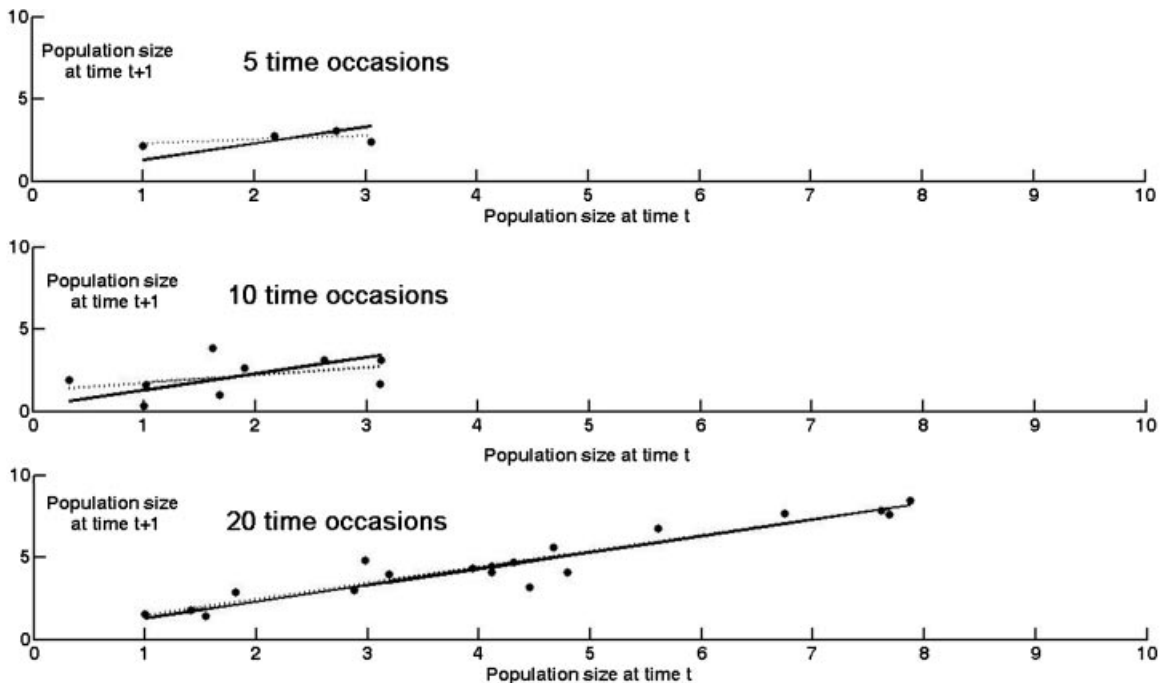 10
Population size
at time t+1
5 time occasions
5
0
0 1 2 3 4 5 6 7 8 9 10
Population size at time t
10
Population size
at time t+1
10 time occasions
5
0
0 1 2 3 4 5 6 7 8 9 10
Population size at time t
10
Population size
at time t+1
20 time occasions
5
0
0 1 2 3 4 5 6 7 8 9 10
Population size at time t